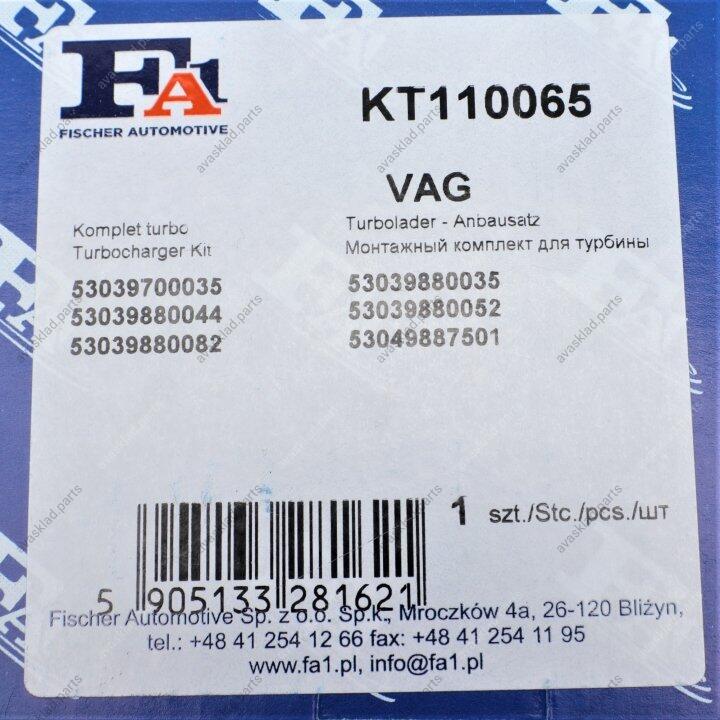 FA1
FISCHER AUTOMOTIVE
KT110065
VAG
Komplet turbo
Turbocharger Kit
Turbolader - Anbausatz
Монтажный комплект для турбины
53039700035
53039880035
53039880044
53039880052
53039880082
53049887501
1 szt./Stc./pcs./шт
5 905133 281621
Fischer Automotive Sp. z o.o. Sp.k., Mroczków 4a, 26-120 Bliżyn,
tel.: +48 41 254 12 66 fax: +48 41 254 11 95
www.fa1.pl, info@fa1.pl
avasklad.parts